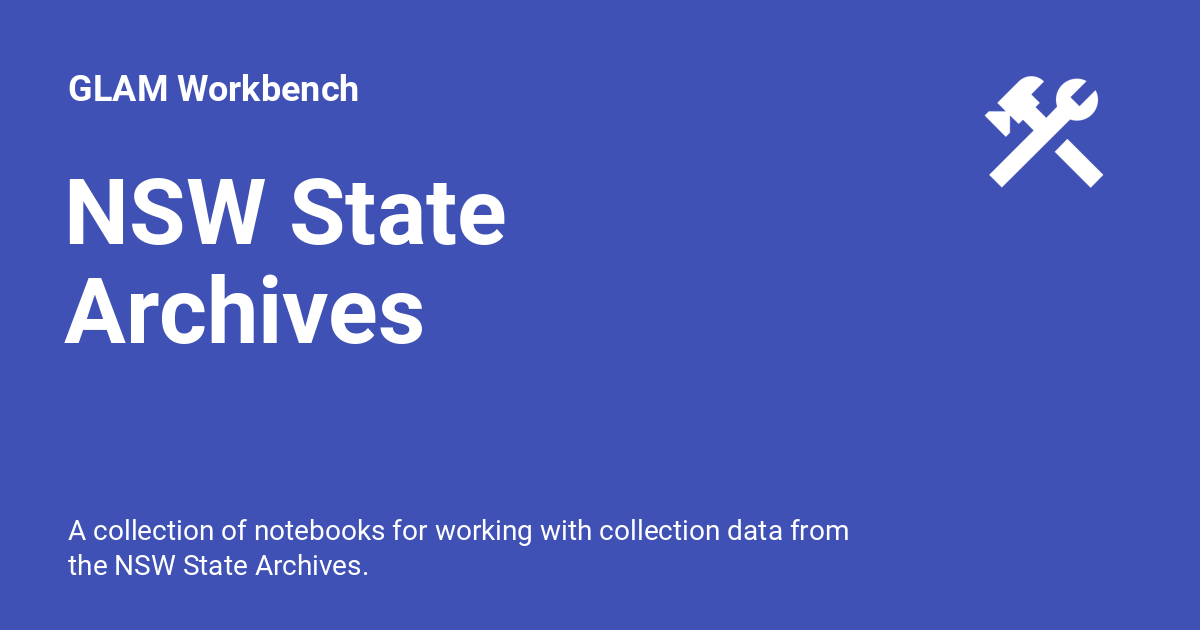 GLAM Workbench
NSW State
Archives
A collection of notebooks for working with collection data from
the NSW State Archives.